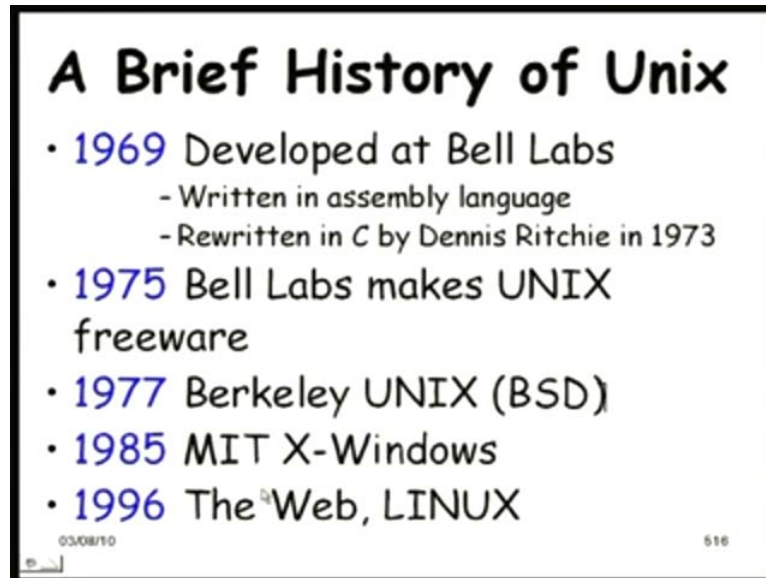 A Brief History of Unix
• 1969 Developed at Bell Labs
- Written in assembly language
- Rewritten in C by Dennis Ritchie in 1973
• 1975 Bell Labs makes UNIX
freeware
• 1977 Berkeley UNIX (BSD)
• 1985 MIT X-Windows
• 1996 The Web, LINUX
03/08/10
516